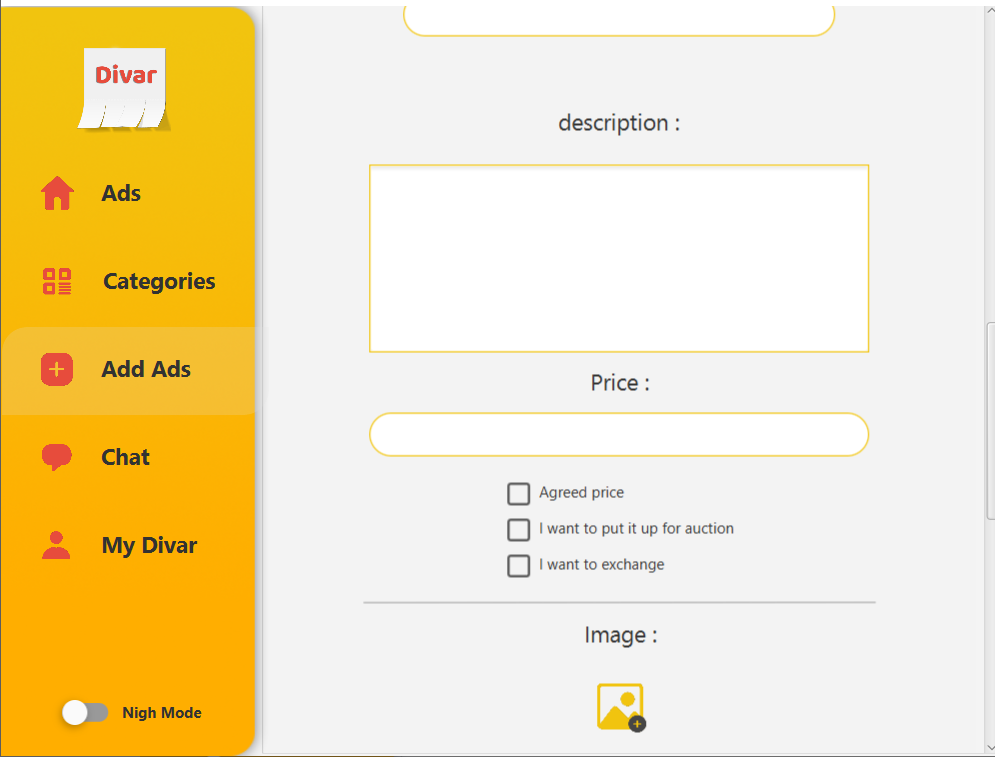 Divar
Ads
Categories
Add Ads
Chat
My Divar
Nigh Mode
description :
Price :
Agreed price
I want to put it up for auction
I want to exchange
Image :